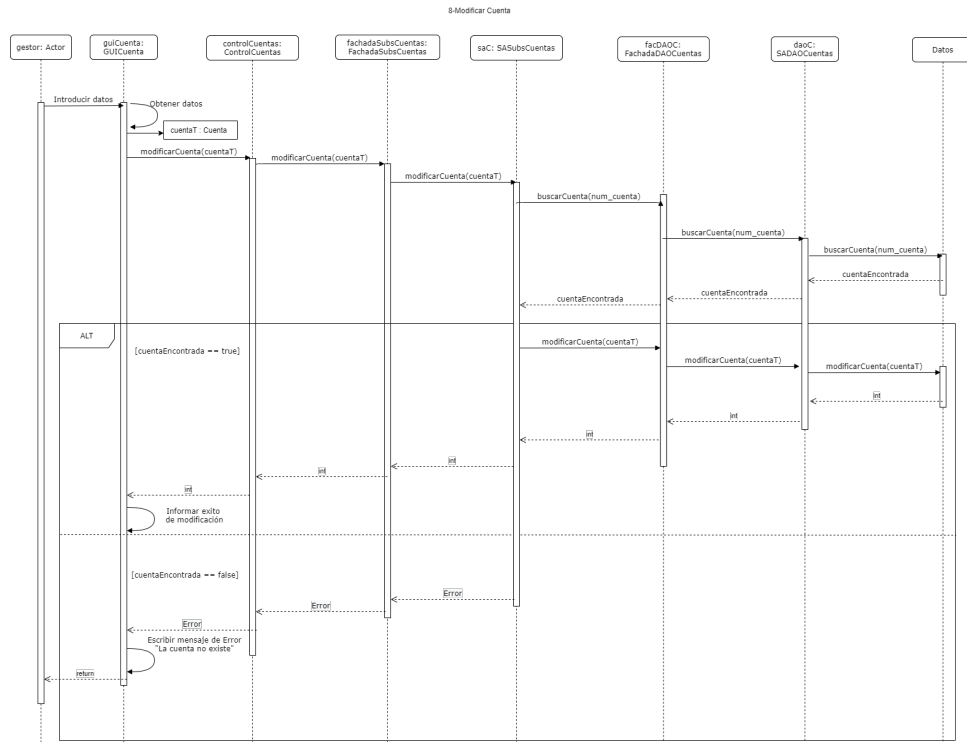 8-Modificar Cuenta
gestor: Actor
guiCuenta:
GUICuenta
controlCuentas:
ControlCuentas
fachadaSubsCuentas:
FachadaSubsCuentas
saC: SASubsCuentas
facDAOC:
FachadaDAOCuentas
daoC:
SADAOCuentas
Datos
Introducir datos
Obtener datos
cuentaT : Cuenta
modificarCuenta(cuentaT)
modificarCuenta(cuentaT)
modificarCuenta(cuentaT)
buscarCuenta(num_cuenta)
buscarCuenta(num_cuenta)
buscarCuenta(num_cuenta)
cuentaEncontrada
cuentaEncontrada
cuentaEncontrada
ALT
[cuentaEncontrada == true]
modificarCuenta(cuentaT)
modificarCuenta(cuentaT)
modificarCuenta(cuentaT)
int
int
int
int
int
int
Informar exito
de modificación
[cuentaEncontrada == false]
Error
Error
Error
Escribir mensaje de Error
"La cuenta no existe"
return